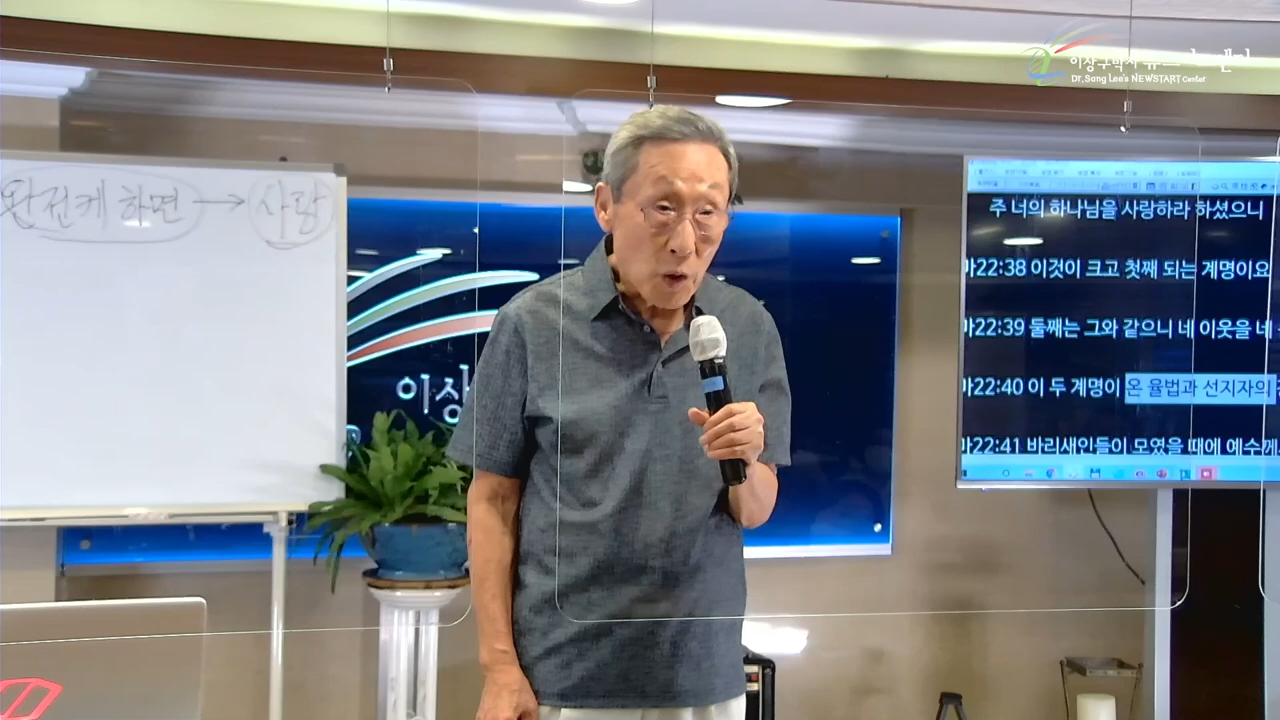 이상구박사 뉴스타트센터
Dr. Sang Lee's NEWSTART Center
완전케 하면 → 사랑
이상
주 너의 하나님을 사랑하라 하셨으니
마22:38 이것이 크고 첫째 되는 계명이요
마22:39 둘째는 그와 같으니 네 이웃을 네
마22:40 이 두 계명이 온 율법과 선지자의
마22:41 바리새인들이 모였을 때에 예수께